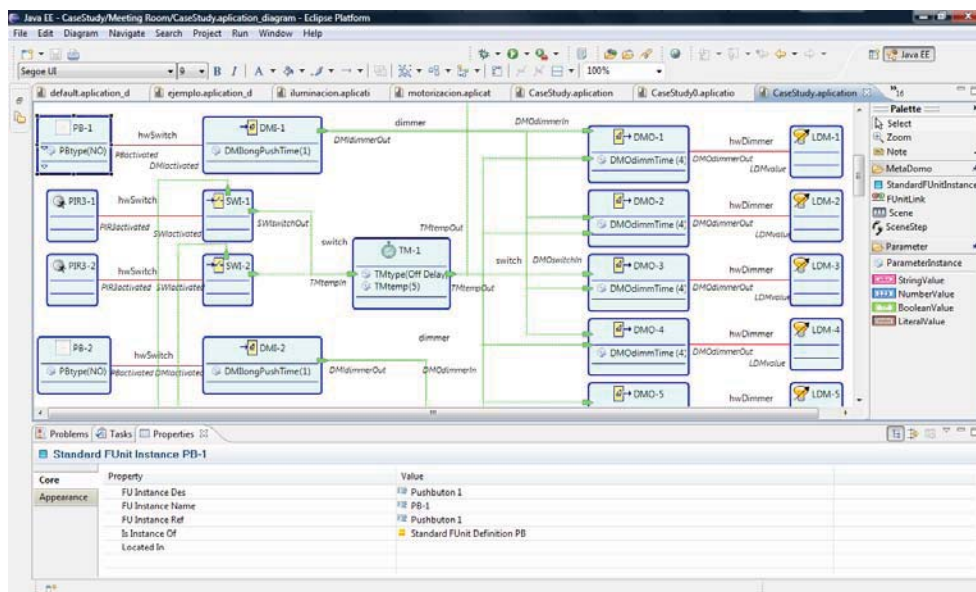 Java EE - CaseStudy/Meeting Room/CaseStudy.aplication_diagram - Eclipse Platform
File Edit Diagram Navigate Search Project Run Window Help
Java EE
Segoe UI 9 B I A 100%
default.aplication_d ejemplo.aplication_d iluminacion.aplicati motorizacion.aplicat CaseStudy.aplication CaseStudy0.aplicatio CaseStudy.aplication 16
Palette
Select
Zoom
Note
MetaDomo
StandardFUnitInstance
FUnitLink
Scene
SceneStep
Parameter
ParameterInstance
StringValue
NumberValue
BooleanValue
LiteralValue
PB-1
PBtype(NO)
hwSwitch
PBactivated
DMIactivated
DMI-1
DMIlongPushTime(1)
DMIdimmerOut
dimmer
DMOdimmerIn
DMO-1
DMOdimmTime (4)
hwDimmer
DMOdimmerOut
LDMvalue
LDM-1
PIR3-1
hwSwitch
PIR3activated
SWIactivated
SWI-1
SWIswitchOut
DMO-2
DMOdimmTime (4)
hwDimmer
DMOdimmerOut
LDMvalue
LDM-2
switch
TMtempOut
TM-1
TMtype(Off Delay)
TMtemp(5)
TMtempIn
TMtempOut
switch
DMOswitchIn
PIR3-2
hwSwitch
PIR3activated
SWIactivated
SWI-2
DMO-3
DMOdimmTime (4)
hwDimmer
DMOdimmerOut
LDMvalue
LDM-3
DMO-4
DMOdimmTime (4)
hwDimmer
DMOdimmerOut
LDMvalue
LDM-4
PB-2
PBtype(NO)
hwSwitch
PBactivated
DMIactivated
DMI-2
DMIlongPushTime(1)
DMIdimmerOut
dimmer
DMOdimmerIn
DMO-5
hwDimmer
LDM-5
Problems Tasks Properties
Standard FUnit Instance PB-1
Core
Appearance
Property Value
FU Instance Des Pushbuton 1
FU Instance Name PB-1
FU Instance Ref Pushbuton 1
Is Instance Of Standard FUnit Definition PB
Located In